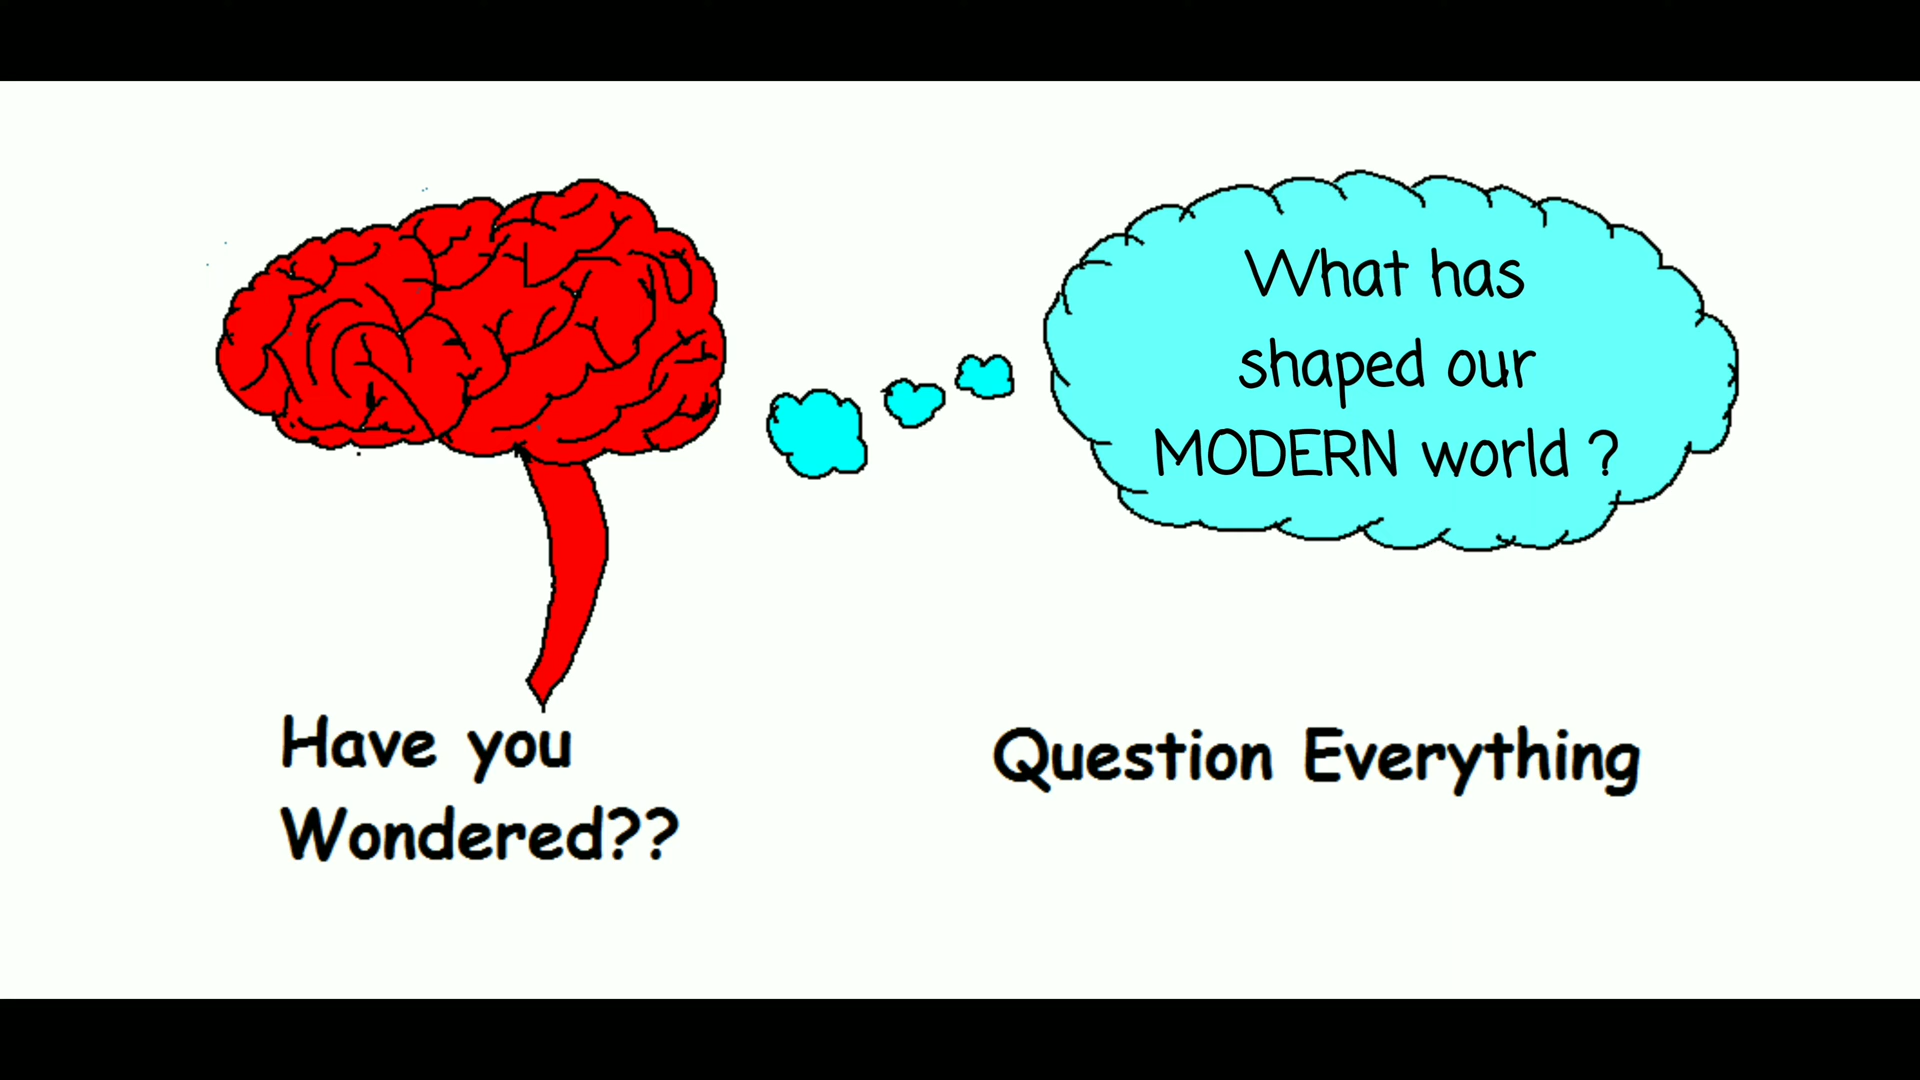 What has
shaped our
MODERN world ?
Have you
Wondered??
Question Everything